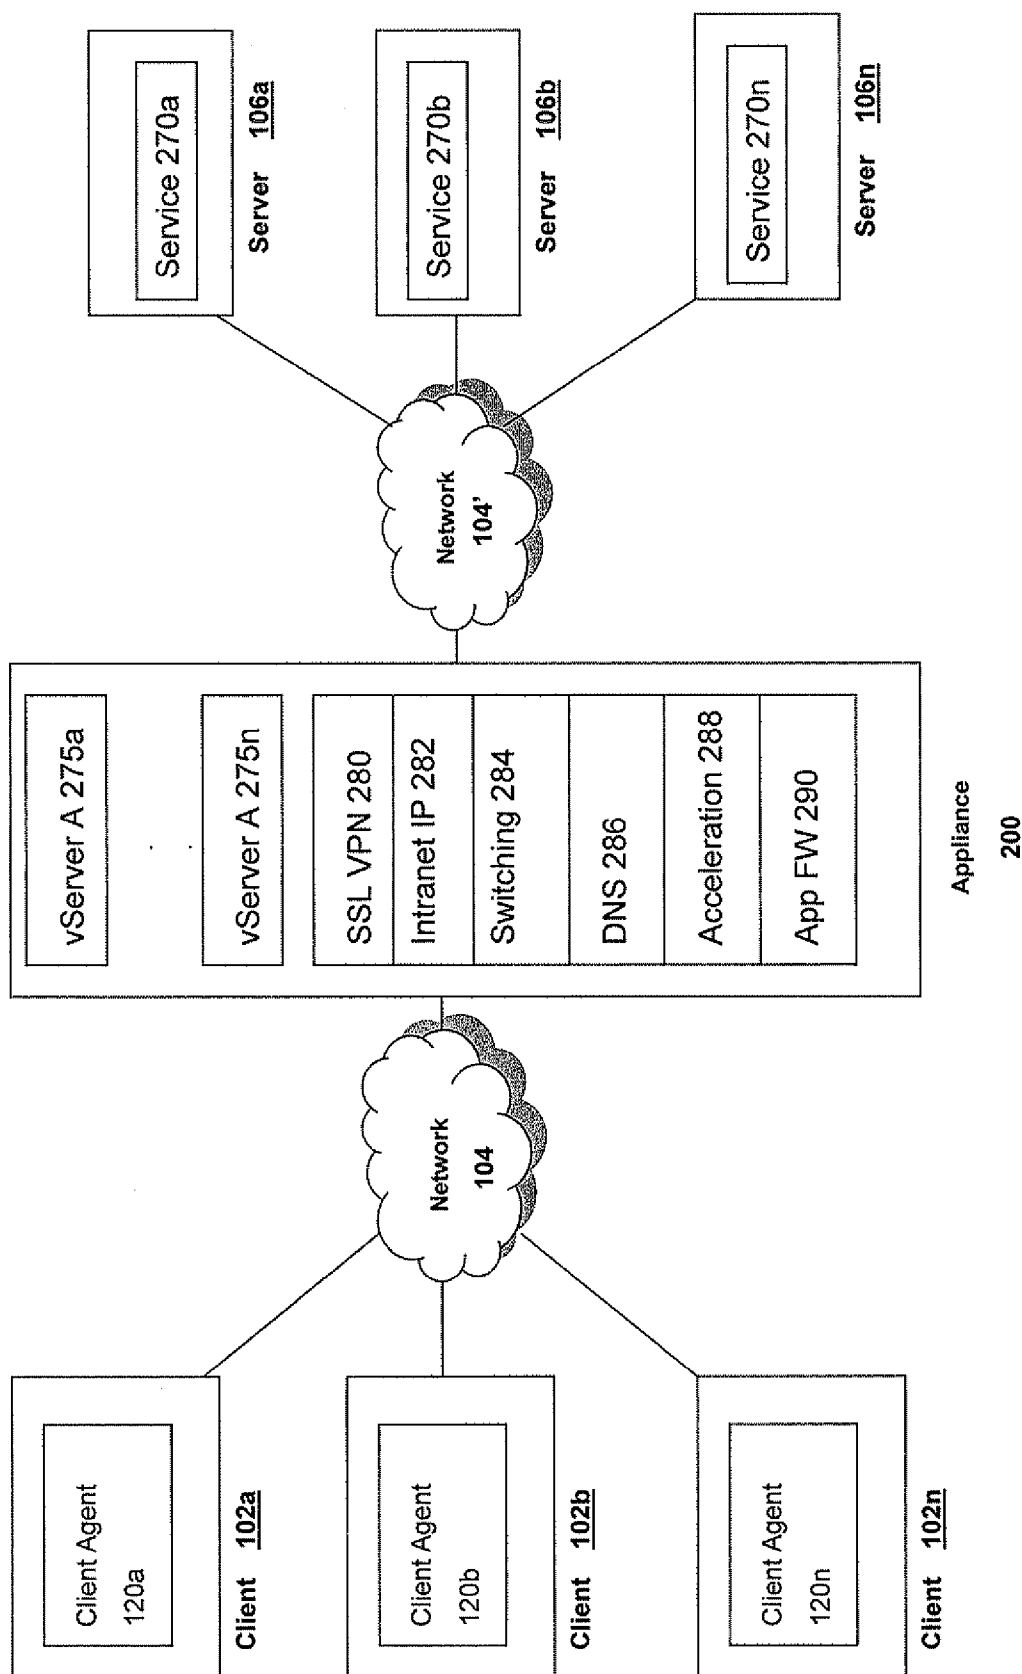 Client Agent
120a
Client 102a
Client Agent
120b
Client 102b
Client Agent
120n
Client 102n
Network
104
vServer A 275a
. .
vServer A 275n
SSL VPN 280
Intranet IP 282
Switching 284
DNS 286
Acceleration 288
App FW 290
Appliance
200
Network
104'
Service 270a
Server 106a
Service 270b
Server 106b
Service 270n
Server 106n